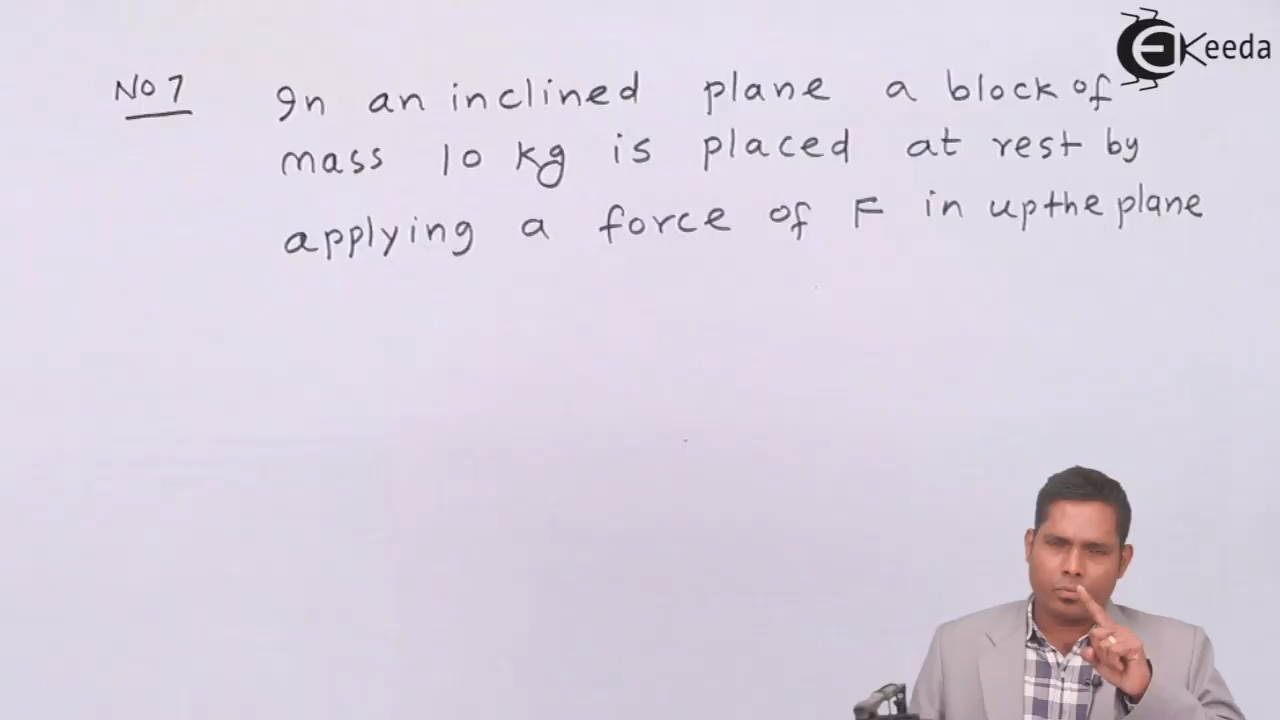 EKeeda
No 7
In an inclined plane a block of
mass 10 kg is placed at rest by
applying a force of F in up the plane